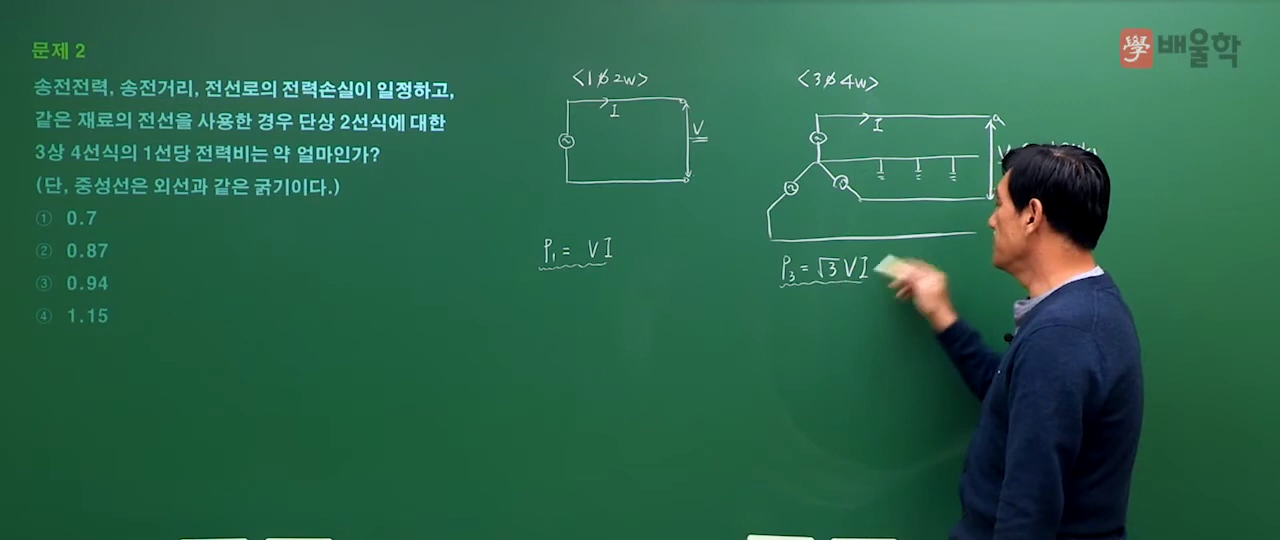 문제 2
송전전력, 송전거리, 전선로의 전력손실이 일정하고,
같은 재료의 전선을 사용한 경우 단상 2선식에 대한
3상 4선식의 1선당 전력비는 약 얼마인가?
(단, 중성선은 외선과 같은 굵기이다.)
① 0.7
② 0.87
③ 0.94
④ 1.15
<1ø2w>
I
V
P₁ = VI
<3ø4w>
I
a
V
P₃ = √3 VI
學 배울학